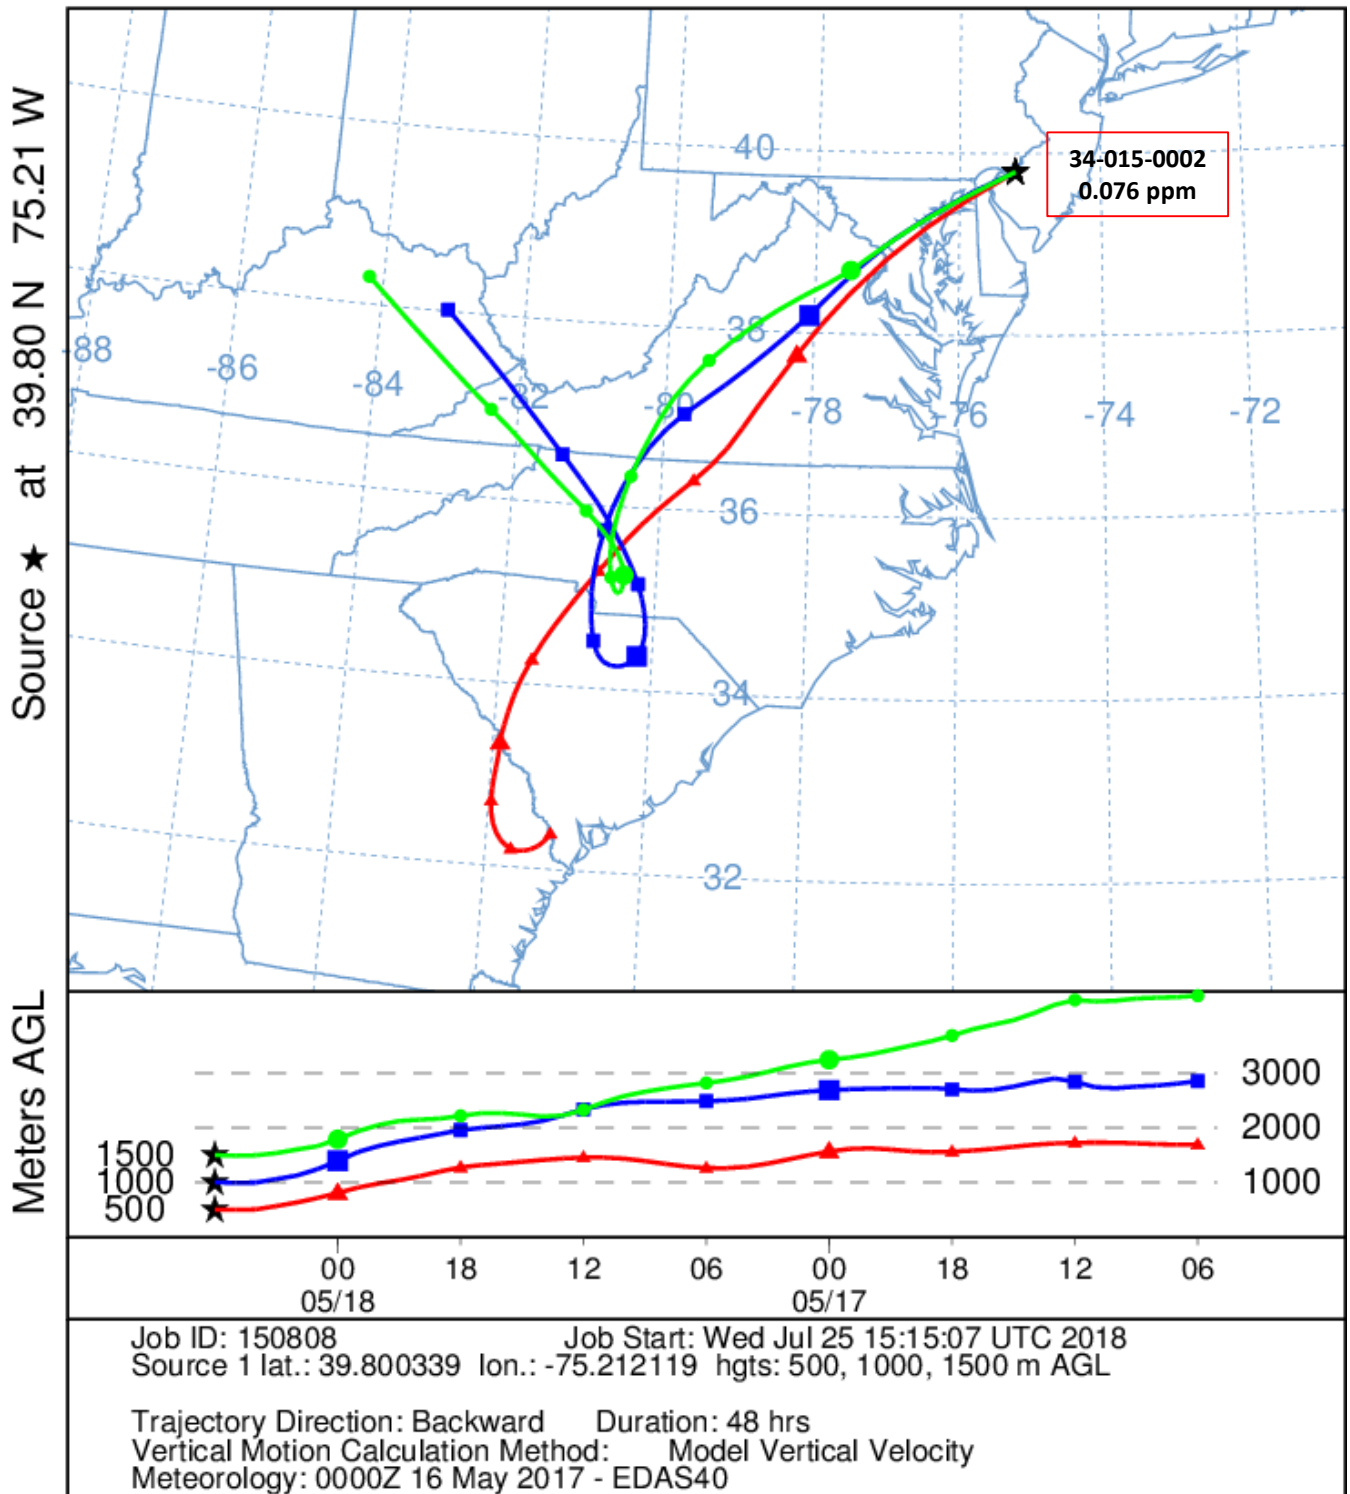 Source ★ at 39.80 N 75.21 W
34-015-0002
0.076 ppm
40
38
-88
-86
-84
-82
-80
-78
-76
-74
-72
36
34
32
Meters AGL
1500
1000
500
3000
2000
1000
00 18 12 06 00 18 12 06
05/18 05/17
Job ID: 150808 Job Start: Wed Jul 25 15:15:07 UTC 2018
Source 1 lat.: 39.800339 lon.: -75.212119 hgts: 500, 1000, 1500 m AGL
Trajectory Direction: Backward Duration: 48 hrs
Vertical Motion Calculation Method: Model Vertical Velocity
Meteorology: 0000Z 16 May 2017 - EDAS40